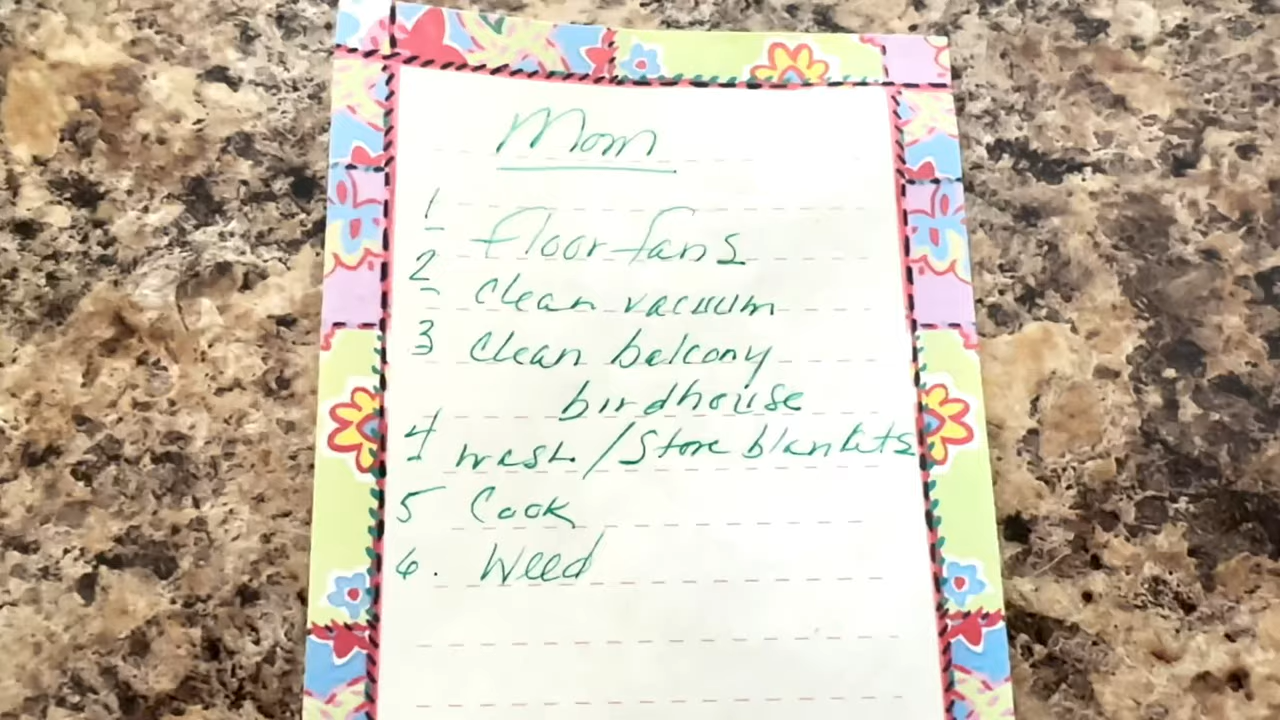 Mom
1 floor fans
2 clean vacuum
3 clean balcony
birdhouse
4 wash/store blankets
5 Cook
6. Weed